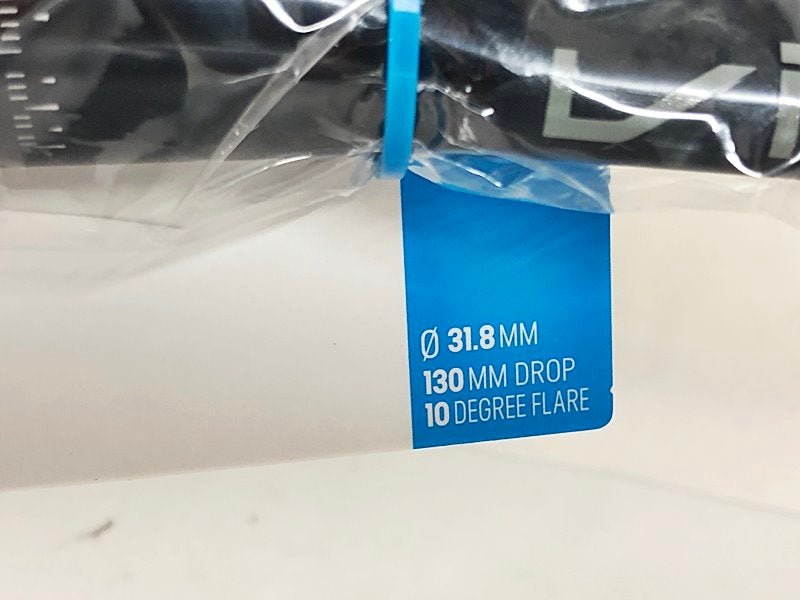 Ø 31.8 MM
130 MM DROP
10 DEGREE FLARE